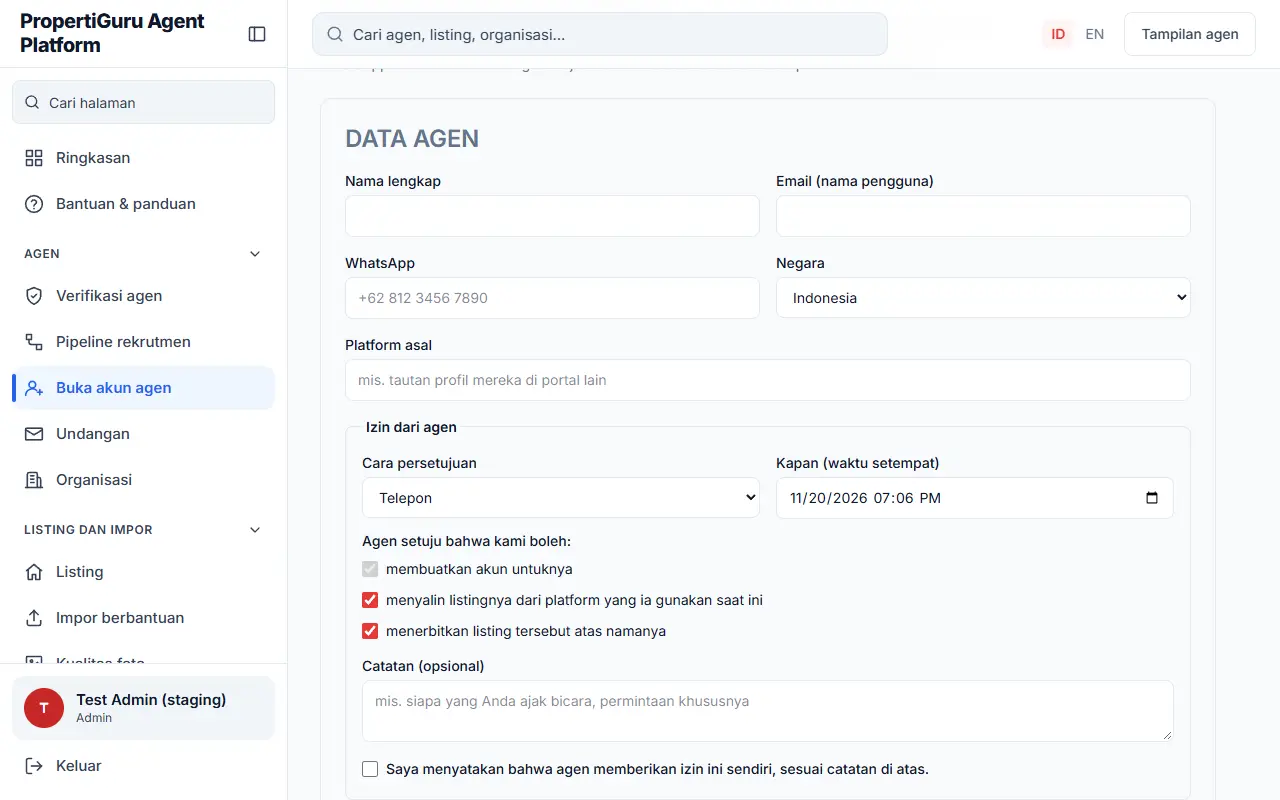 PropertiGuru Agent
Platform
Cari agen, listing, organisasi...
ID
EN
Tampilan agen
Cari halaman
Ringkasan
Bantuan & panduan
AGEN
Verifikasi agen
Pipeline rekrutmen
Buka akun agen
Undangan
Organisasi
LISTING DAN IMPOR
Listing
Impor berbantuan
Kualitas foto
T
Test Admin (staging)
Admin
Keluar
DATA AGEN
Nama lengkap
Email (nama pengguna)
WhatsApp
Negara
+62 812 3456 7890
Indonesia
Platform asal
mis. tautan profil mereka di portal lain
Izin dari agen
Cara persetujuan
Kapan (waktu setempat)
Telepon
11/20/2026 07:06 PM
Agen setuju bahwa kami boleh:
membuatkan akun untuknya
menyalin listingnya dari platform yang ia gunakan saat ini
menerbitkan listing tersebut atas namanya
Catatan (opsional)
mis. siapa yang Anda ajak bicara, permintaan khususnya
Saya menyatakan bahwa agen memberikan izin ini sendiri, sesuai catatan di atas.